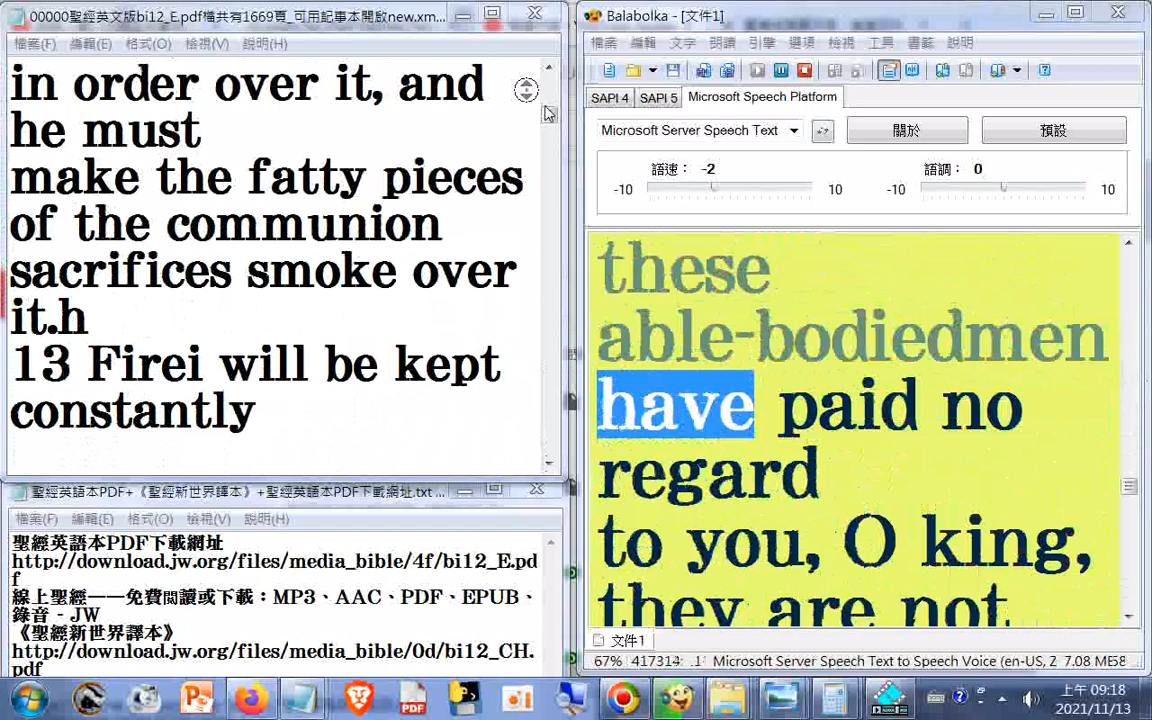 00000聖經英文版bi12_E.pdf檔共有1669頁_可用記事本開啟new.xm...
檔案(F) 編輯(E) 格式(O) 檢視(V) 說明(H)
in order over it, and
he must
make the fatty pieces
of the communion
sacrifices smoke over
it.h
13 Firei will be kept
constantly
聖經英語本PDF+《聖經新世界譯本》+聖經英語本PDF下載網址.txt ...
檔案(F) 編輯(E) 格式(O) 檢視(V) 說明(H)
聖經英語本PDF下載網址
http://download.jw.org/files/media_bible/4f/bi12_E.pd
f
線上聖經——免費閱讀或下載：MP3、AAC、PDF、EPUB、
錄音 - JW
《聖經新世界譯本》
http://download.jw.org/files/media_bible/0d/bi12_CH.
pdf
Balabolka - [文件1]
檔案 編輯 文字 朗讀 引擎 選項 檢視 工具 書籤 說明
SAPI 4 SAPI 5 Microsoft Speech Platform
Microsoft Server Speech Text 關於 預設
語速： -2 語調： 0
-10 10 -10 10
these
able-bodiedmen
have paid no
regard
to you, O king,
they are not
文件1
67% 417314: .1' Microsoft Server Speech Text to Speech Voice (en-US, 2 7.08 ME58
PDF
上午 09:18
2021/11/13